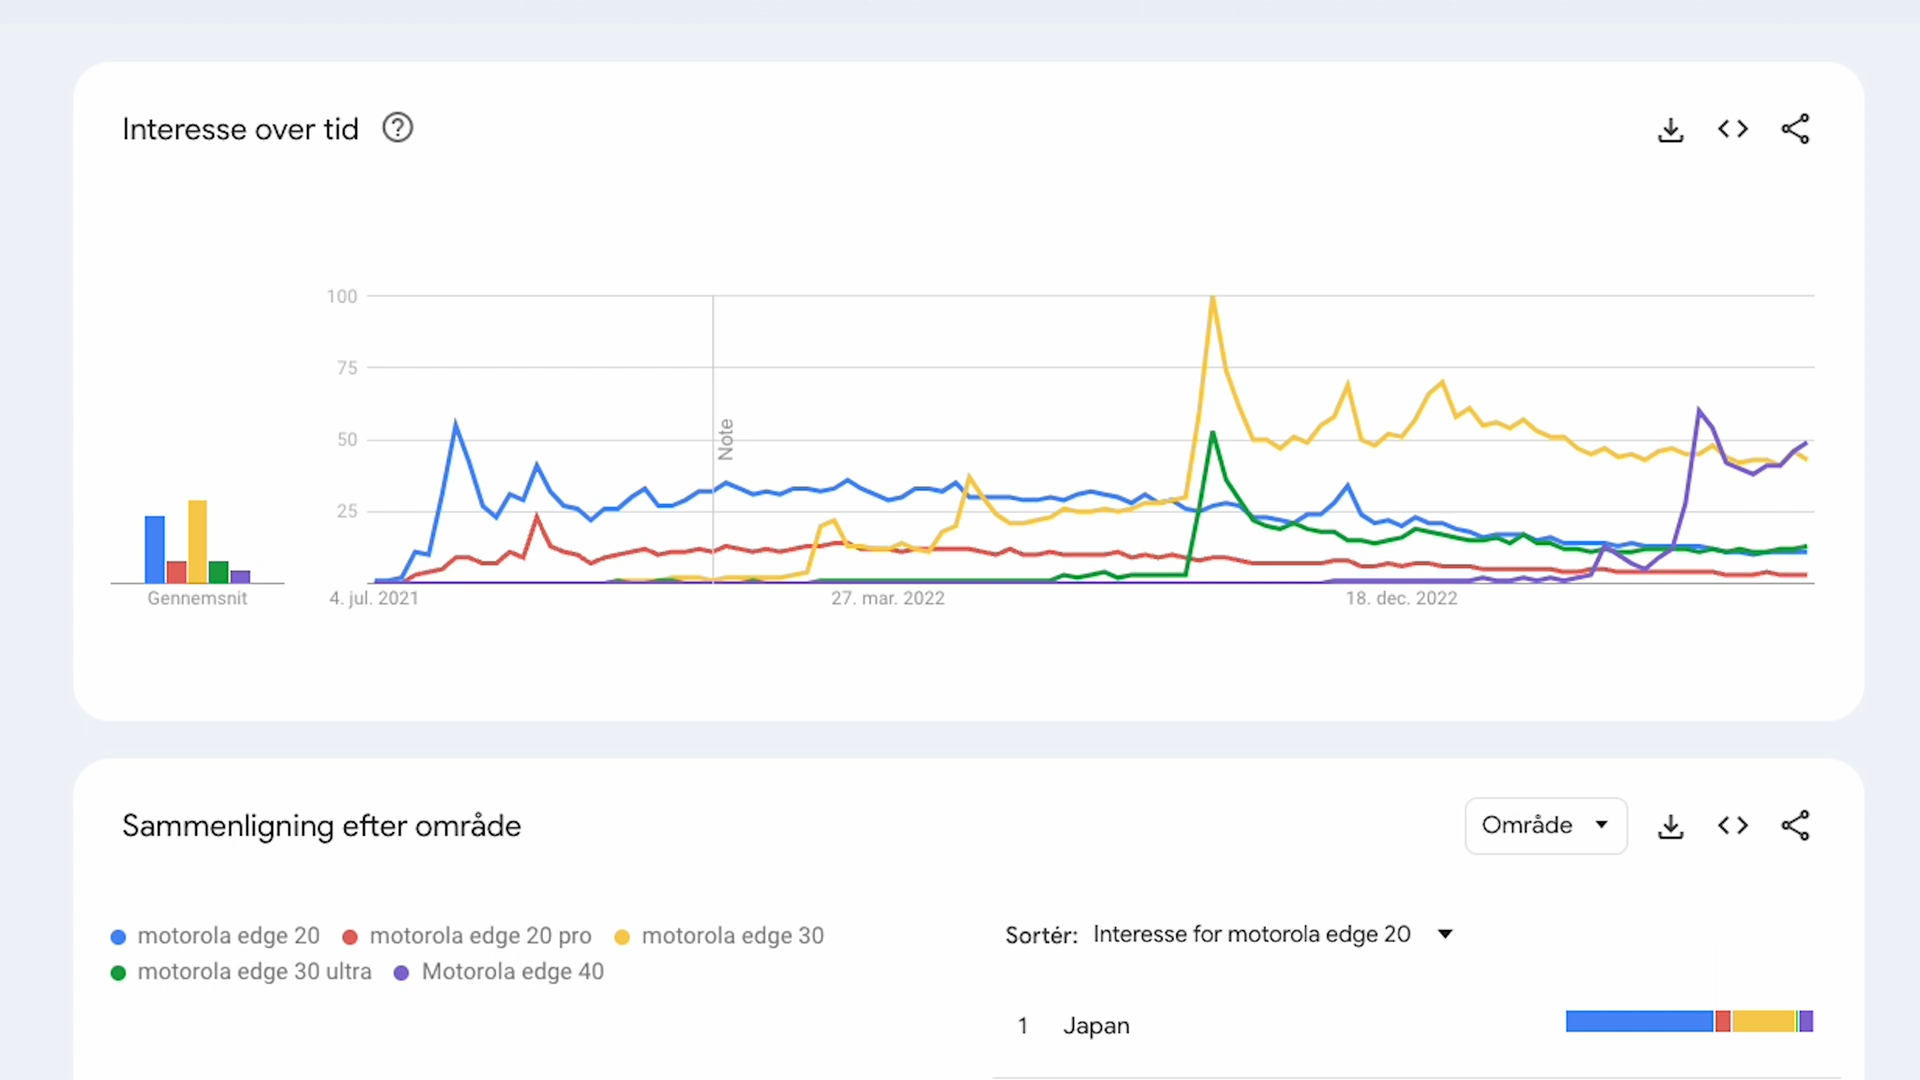 Interesse over tid
100
75
50
25
Note
Gennemsnit
4. jul. 2021
27. mar. 2022
18. dec. 2022
Sammenligning efter område
Område
motorola edge 20
motorola edge 20 pro
motorola edge 30
motorola edge 30 ultra
Motorola edge 40
Sortér: Interesse for motorola edge 20
1 Japan